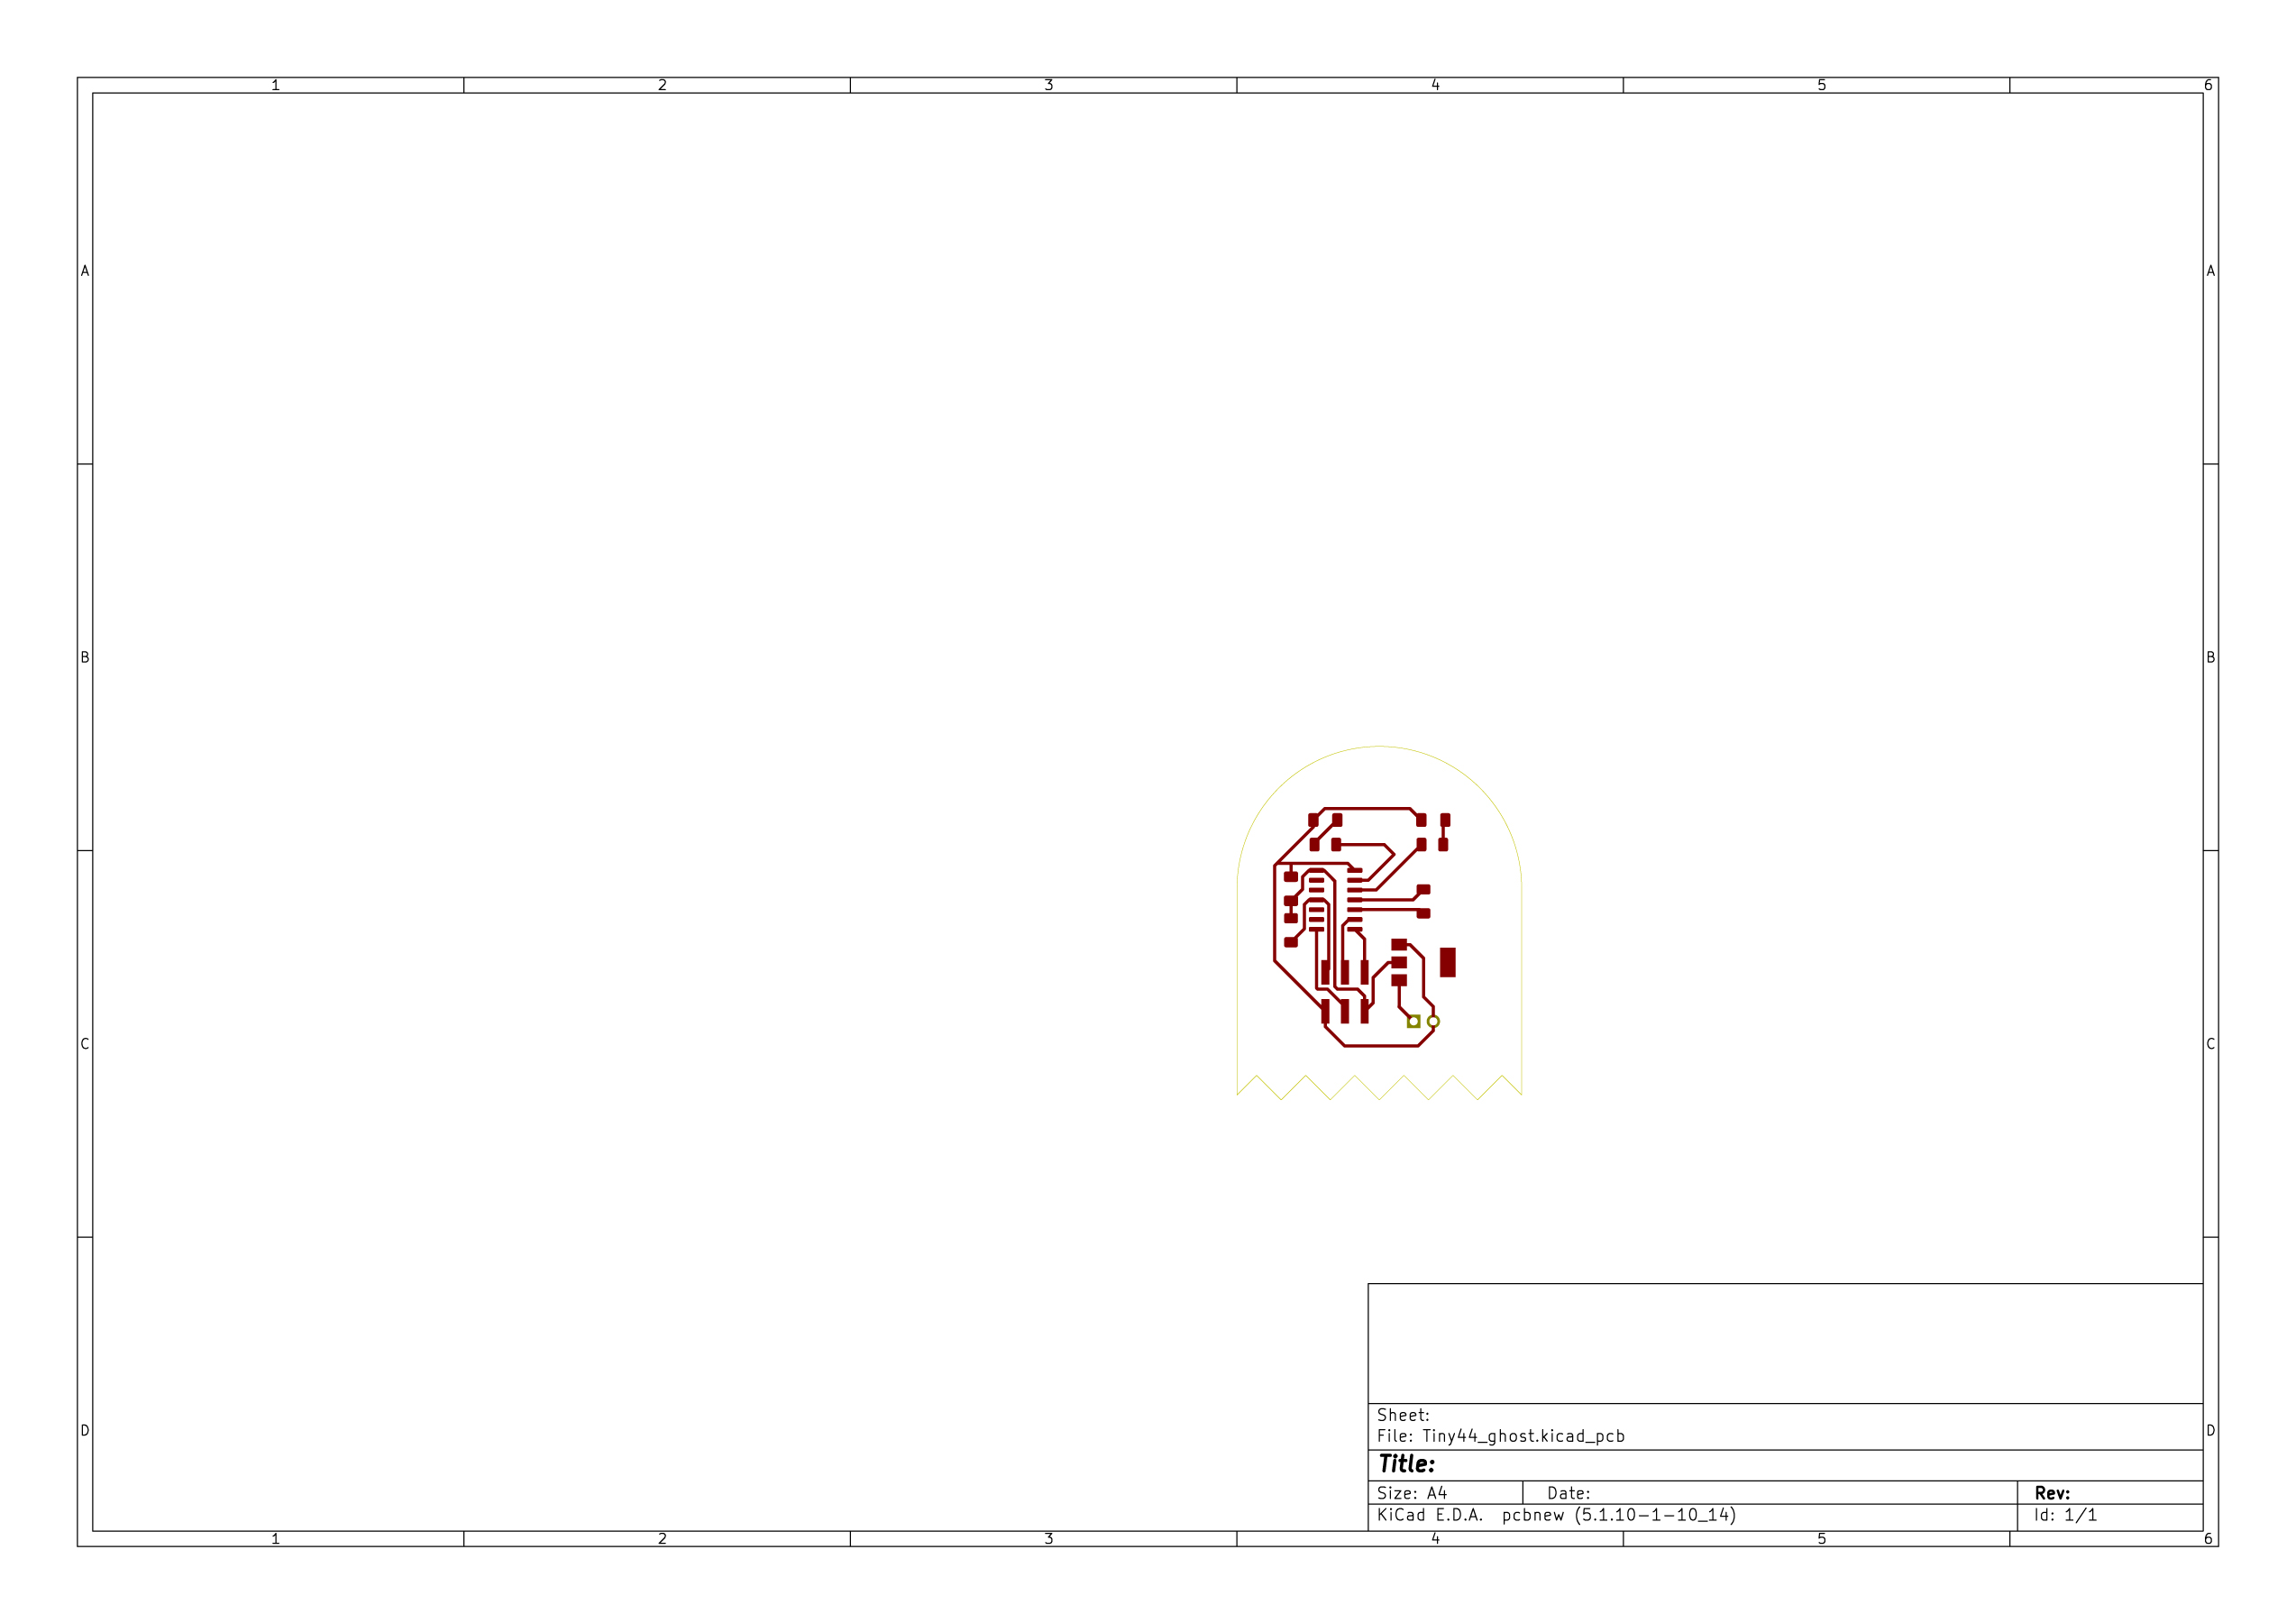 1 2 3 4 5 6
A A
B B
C C
D D
Sheet:
File: Tiny44_ghost.kicad_pcb
Title:
Size: A4 Date: Rev:
KiCad E.D.A. pcbnew (5.1.10-1-10_14) Id: 1/1
1 2 3 4 5 6